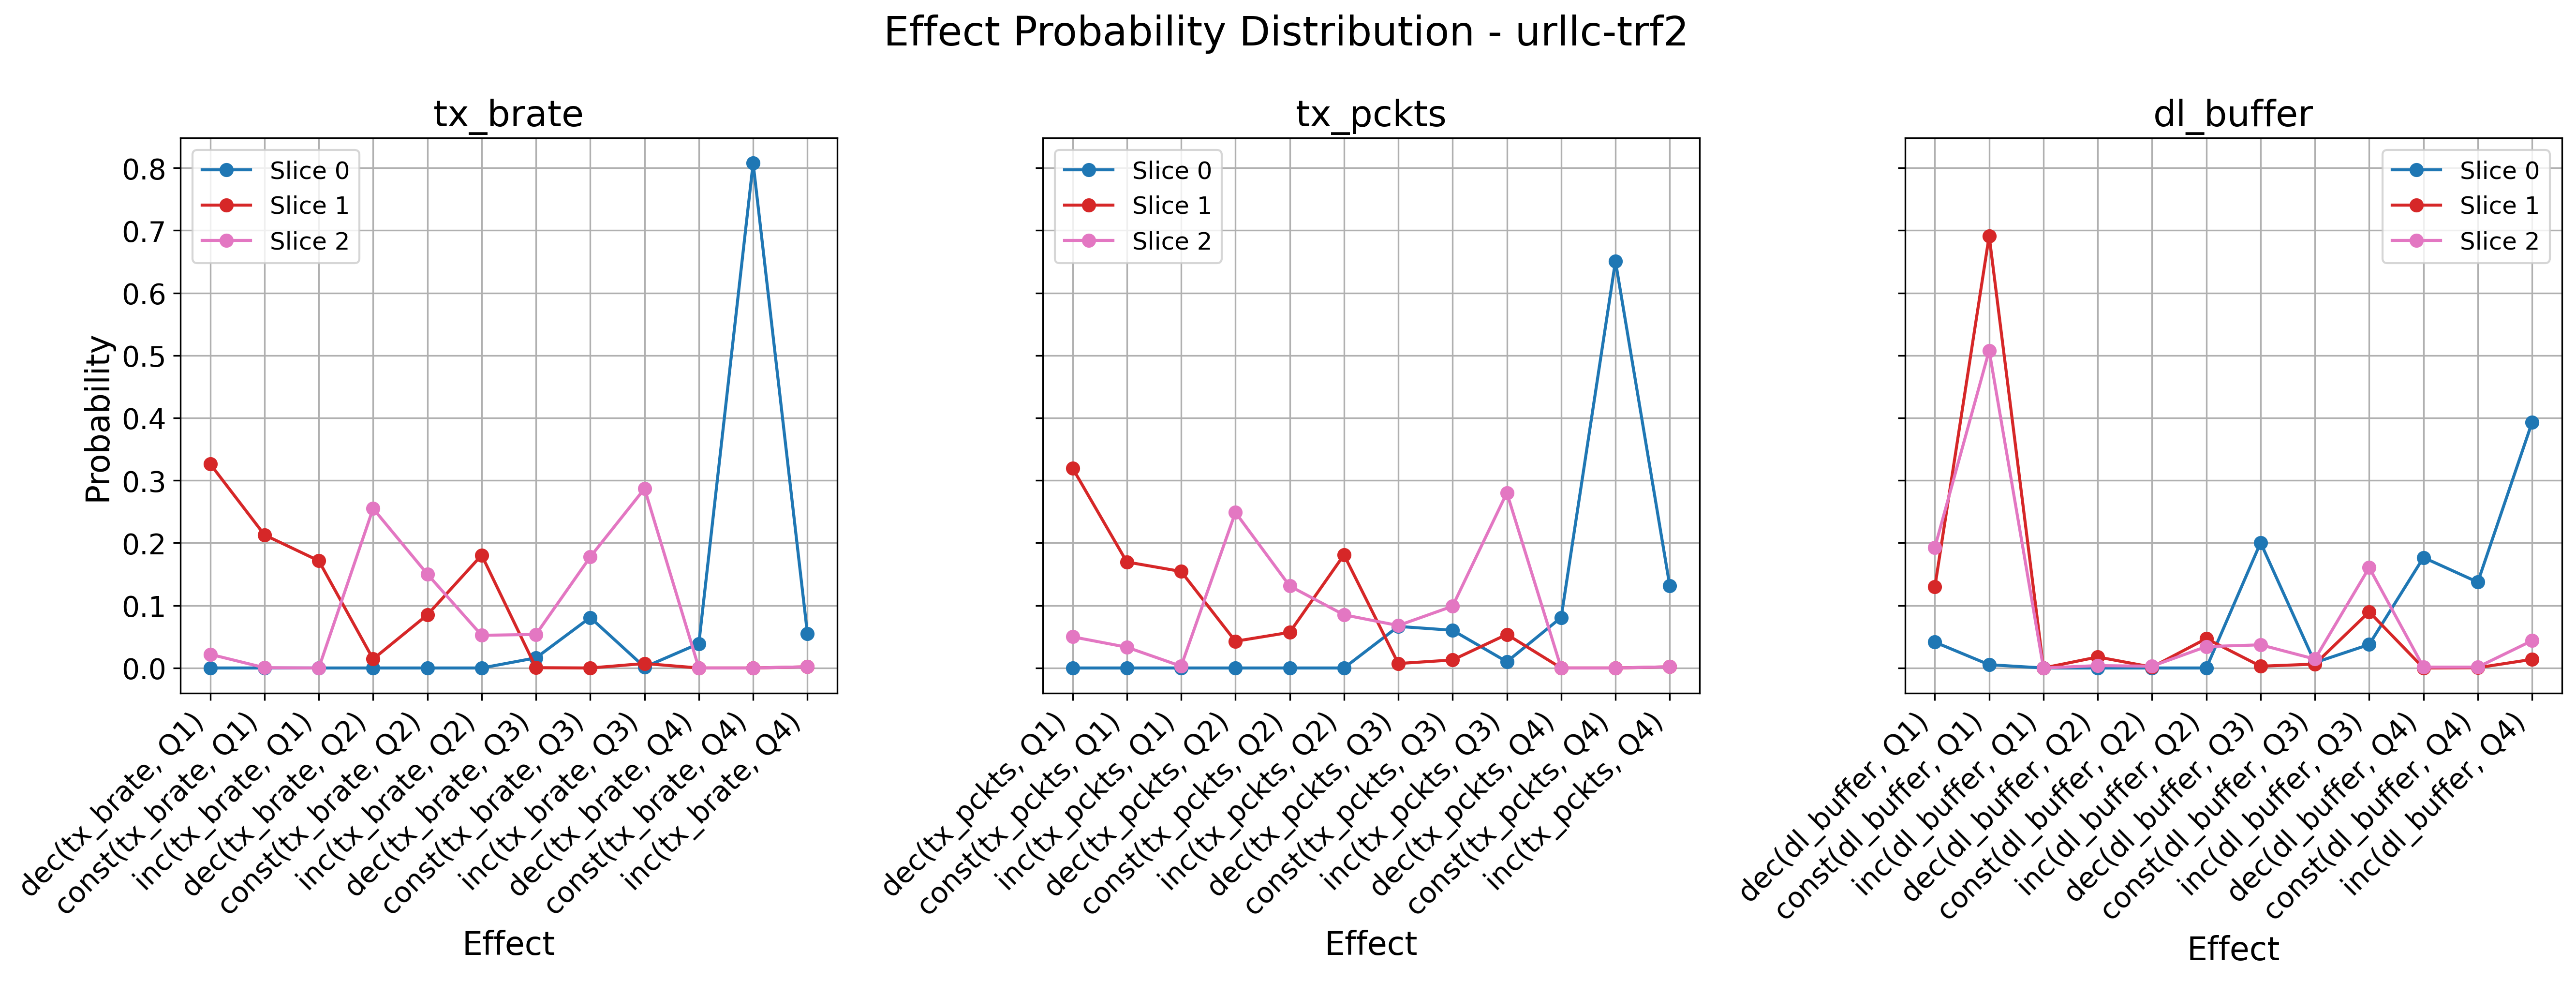 Effect Probability Distribution - urllc-trf2
tx_brate
Slice 0
Slice 1
Slice 2
Probability
0.8
0.7
0.6
0.5
0.4
0.3
0.2
0.1
0.0
dec(tx_brate, Q1)
const(tx_brate, Q1)
inc(tx_brate, Q1)
dec(tx_brate, Q2)
const(tx_brate, Q2)
inc(tx_brate, Q2)
dec(tx_brate, Q3)
const(tx_brate, Q3)
inc(tx_brate, Q3)
dec(tx_brate, Q4)
const(tx_brate, Q4)
inc(tx_brate, Q4)
Effect
tx_pckts
Slice 0
Slice 1
Slice 2
dec(tx_pckts, Q1)
const(tx_pckts, Q1)
inc(tx_pckts, Q1)
dec(tx_pckts, Q2)
const(tx_pckts, Q2)
inc(tx_pckts, Q2)
dec(tx_pckts, Q3)
const(tx_pckts, Q3)
inc(tx_pckts, Q3)
dec(tx_pckts, Q4)
const(tx_pckts, Q4)
inc(tx_pckts, Q4)
Effect
dl_buffer
Slice 0
Slice 1
Slice 2
dec(dl_buffer, Q1)
const(dl_buffer, Q1)
inc(dl_buffer, Q1)
dec(dl_buffer, Q2)
const(dl_buffer, Q2)
inc(dl_buffer, Q2)
dec(dl_buffer, Q3)
const(dl_buffer, Q3)
inc(dl_buffer, Q3)
dec(dl_buffer, Q4)
const(dl_buffer, Q4)
inc(dl_buffer, Q4)
Effect